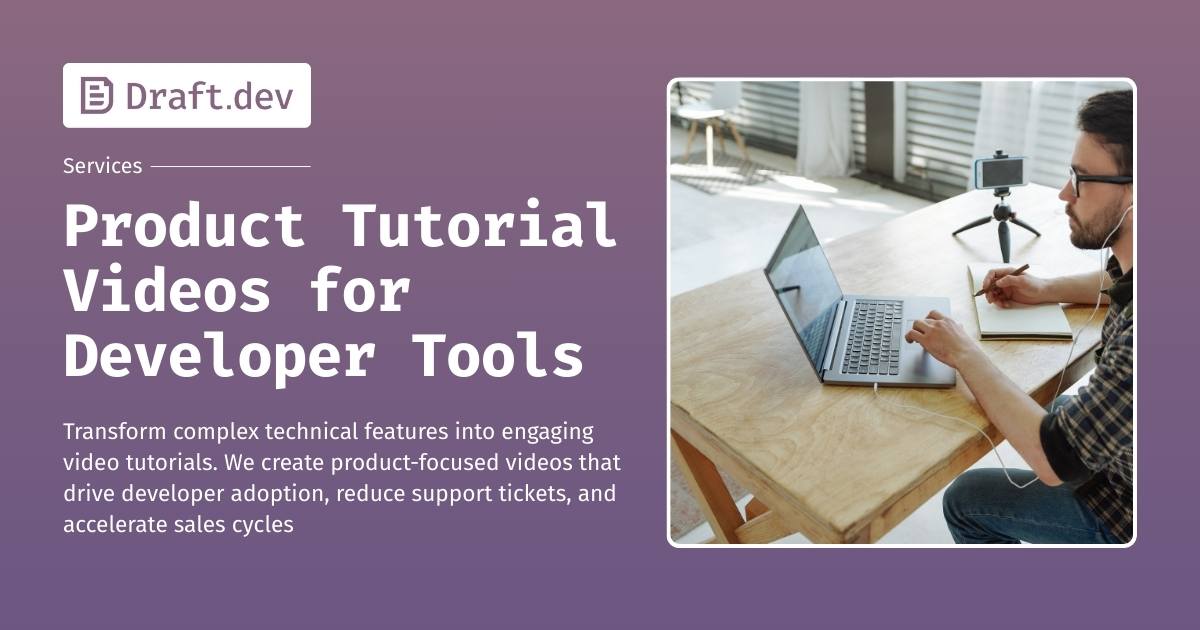 Draft.dev
Services
Product Tutorial
Videos for
Developer Tools
Transform complex technical features into engaging
video tutorials. We create product-focused videos that
drive developer adoption, reduce support tickets, and
accelerate sales cycles